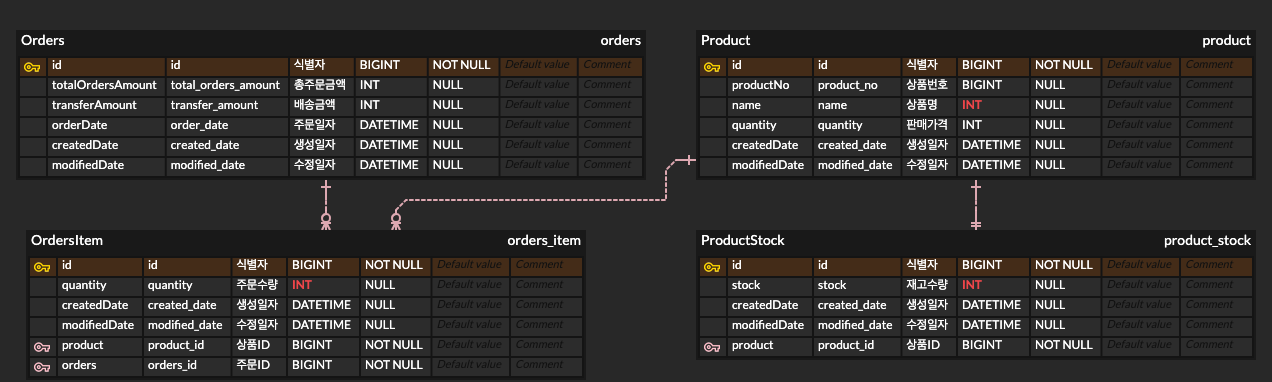 Orders orders
id id 식별자 BIGINT NOT NULL Default value Comment
totalOrdersAmount total_orders_amount 총주문금액 INT NULL Default value Comment
transferAmount transfer_amount 배송금액 INT NULL Default value Comment
orderDate order_date 주문일자 DATETIME NULL Default value Comment
createdDate created_date 생성일자 DATETIME NULL Default value Comment
modifiedDate modified_date 수정일자 DATETIME NULL Default value Comment
Product product
id id 식별자 BIGINT NOT NULL Default value Comment
productNo product_no 상품번호 BIGINT NULL Default value Comment
name name 상품명 INT NULL Default value Comment
quantity quantity 판매가격 INT NULL Default value Comment
createdDate created_date 생성일자 DATETIME NULL Default value Comment
modifiedDate modified_date 수정일자 DATETIME NULL Default value Comment
OrdersItem orders_item
id id 식별자 BIGINT NOT NULL Default value Comment
quantity quantity 주문수량 INT NULL Default value Comment
createdDate created_date 생성일자 DATETIME NULL Default value Comment
modifiedDate modified_date 수정일자 DATETIME NULL Default value Comment
product product_id 상품ID BIGINT NOT NULL Default value Comment
orders orders_id 주문ID BIGINT NOT NULL Default value Comment
ProductStock product_stock
id id 식별자 BIGINT NOT NULL Default value Comment
stock stock 재고수량 INT NULL Default value Comment
createdDate created_date 생성일자 DATETIME NULL Default value Comment
modifiedDate modified_date 수정일자 DATETIME NULL Default value Comment
product product_id 상품ID BIGINT NOT NULL Default value Comment